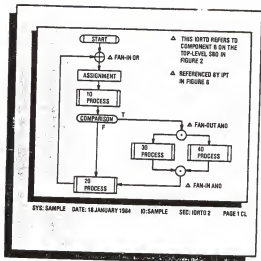 START
△ FAN-IN OR
ASSIGNMENT
10
PROCESS
COMPARISON
T
F
△ FAN-OUT AND
30
PROCESS
40
PROCESS
△ FAN-IN AND
20
PROCESS
△ THIS IORTD REFERS TO
COMPONENT B ON THE
TOP-LEVEL SBD IN
FIGURE 2
△ REFERENCED BY IPT
IN FIGURE 6
SYS: SAMPLE DATE: 18 JANUARY 1984 ID:SAMPLE SEC: IORTD 2 PAGE 1 CL